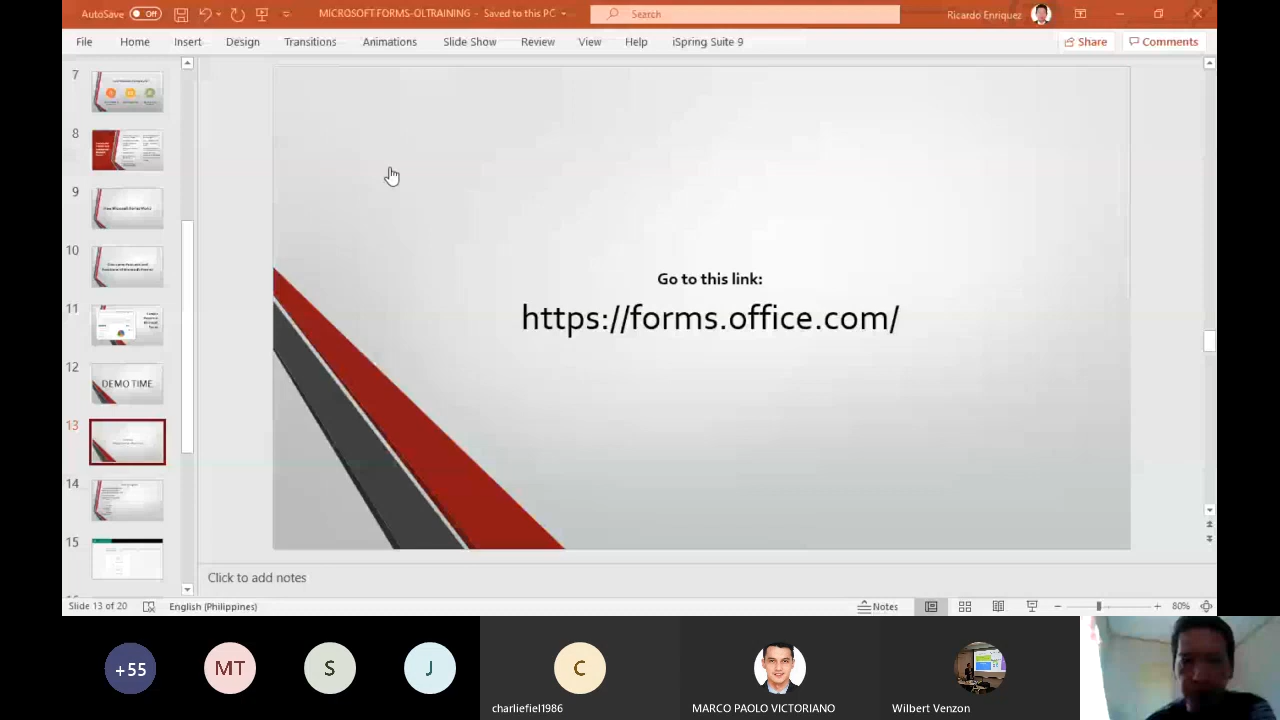 AutoSave Off MICROSOFT FORMS-OLTRAINING - Saved to this PC Search Ricardo Enriquez
File Home Insert Design Transitions Animations Slide Show Review View Help iSpring Suite 9 Share Comments
7
8
9
10
11
12
DEMO TIME
13
14
15
Go to this link:
https://forms.office.com/
Click to add notes
Slide 13 of 20 English (Philippines) Notes 80%
+55 MT S J C
charliefiel1986 MARCO PAOLO VICTORIANO Wilbert Venzon